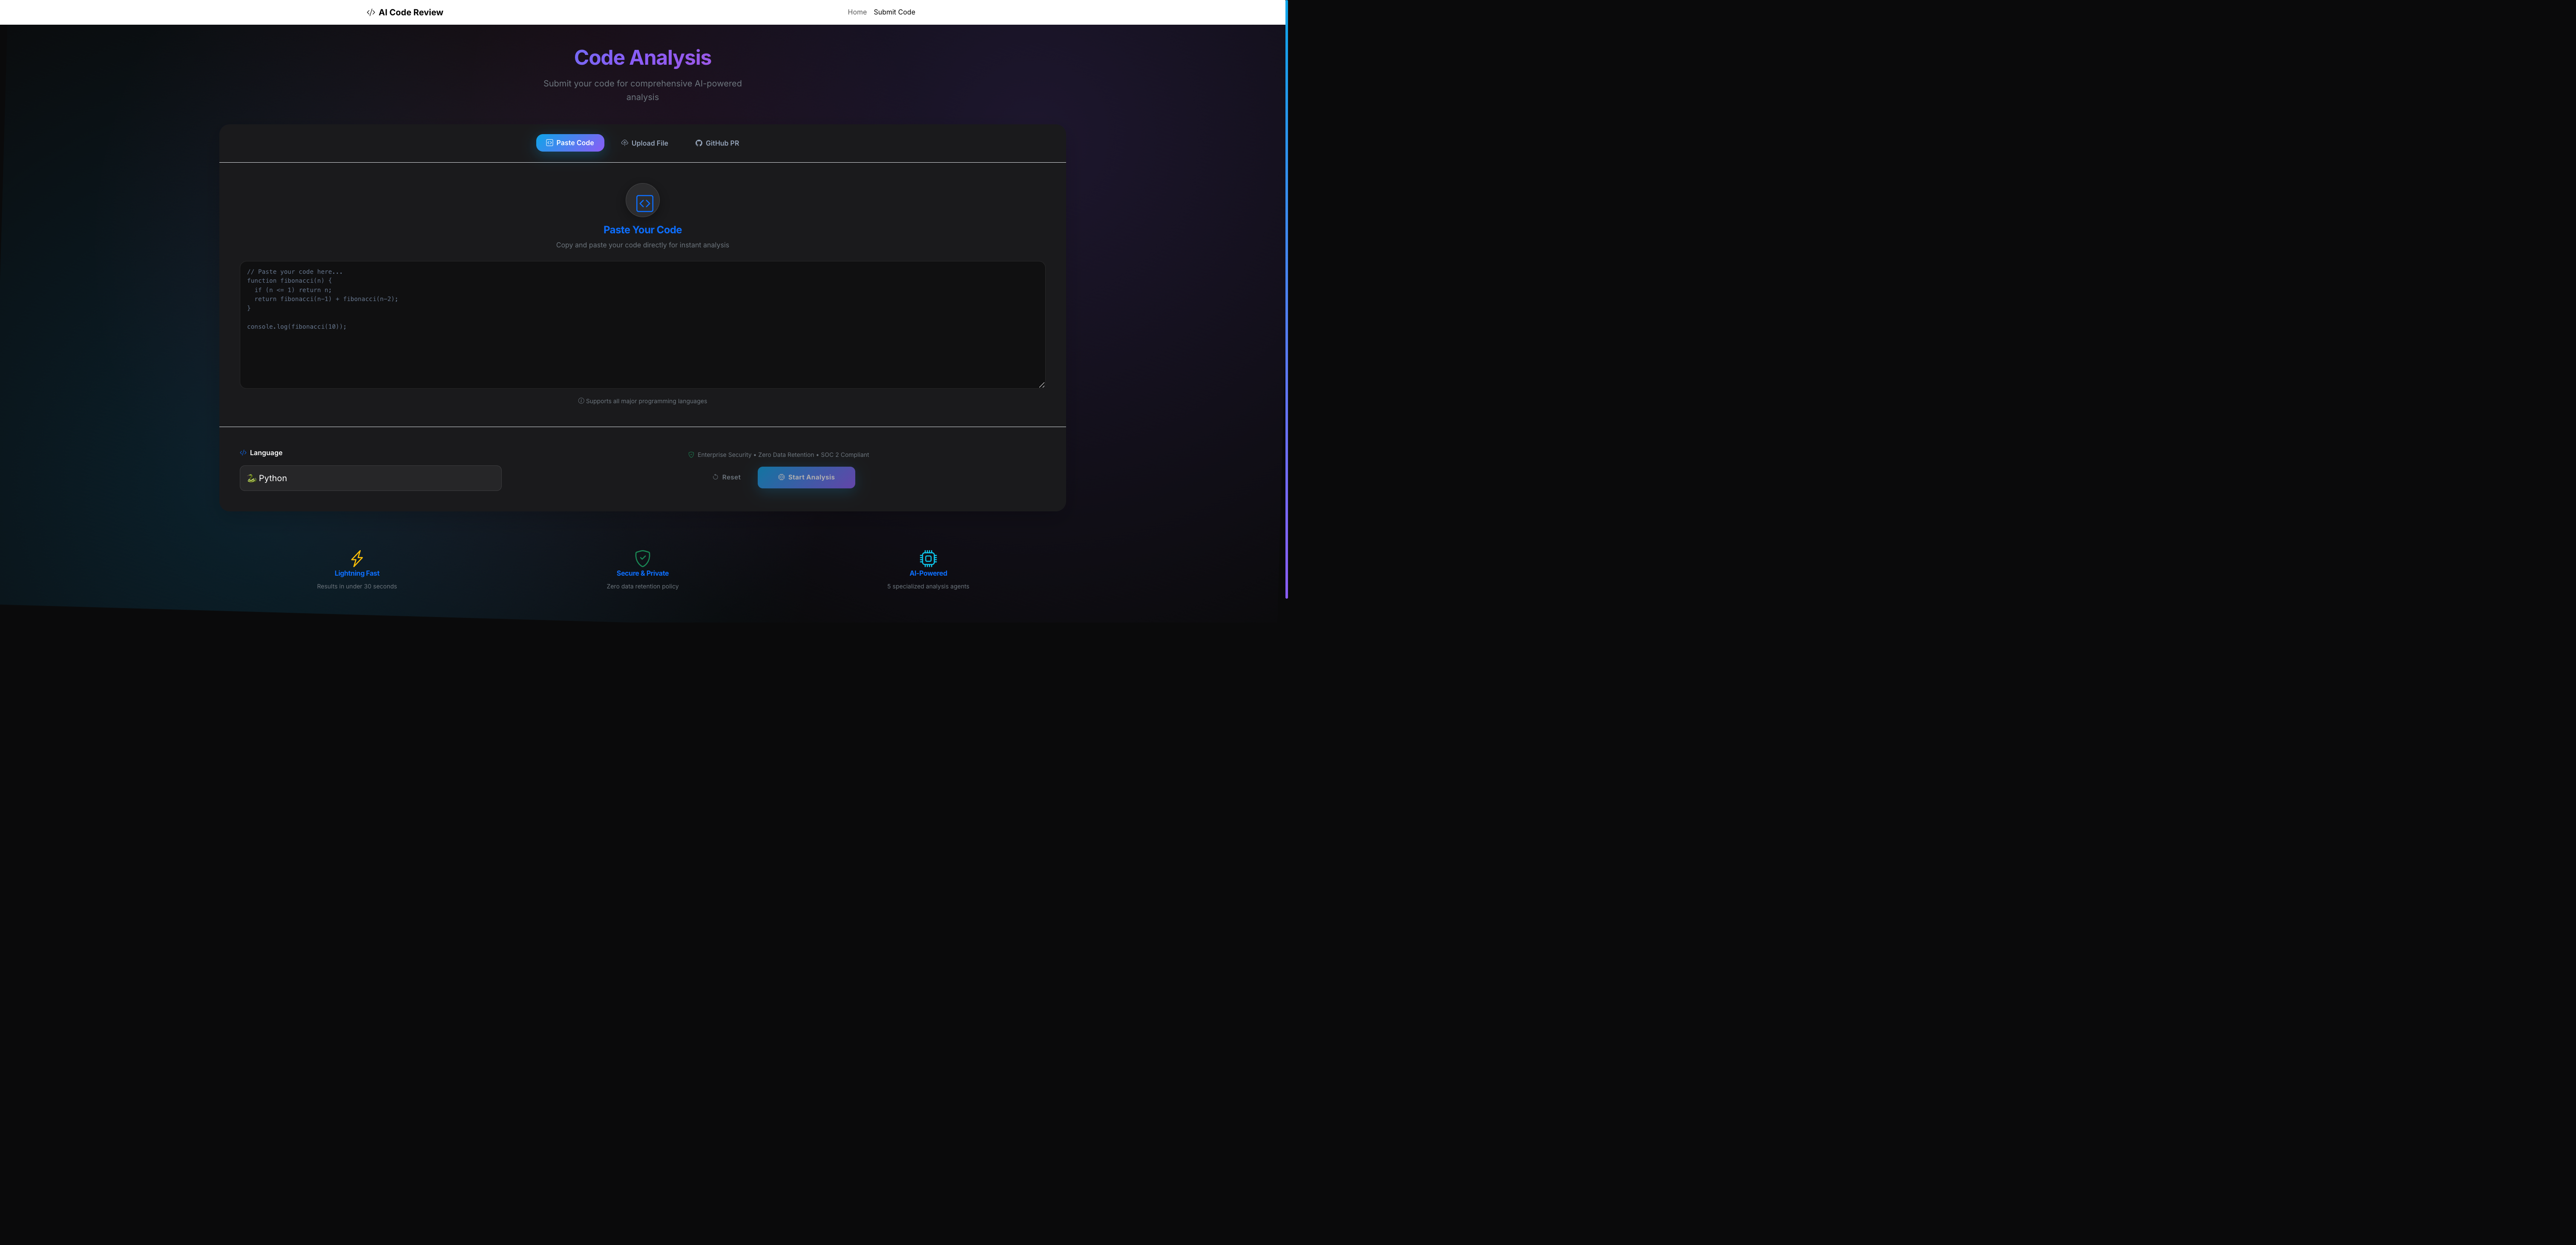 AI Code Review
Home Submit Code
Code Analysis
Submit your code for comprehensive AI-powered
analysis
Paste Code Upload File GitHub PR
Paste Your Code
Copy and paste your code directly for instant analysis
// Paste your code here...
function fibonacci(n) {
  if (n <= 1) return n;
  return fibonacci(n-1) + fibonacci(n-2);
}
console.log(fibonacci(10));
Supports all major programming languages
Language
Enterprise Security • Zero Data Retention • SOC 2 Compliant
🐍 Python
Reset Start Analysis
Lightning Fast Secure & Private AI-Powered
Results in under 30 seconds Zero data retention policy 5 specialized analysis agents